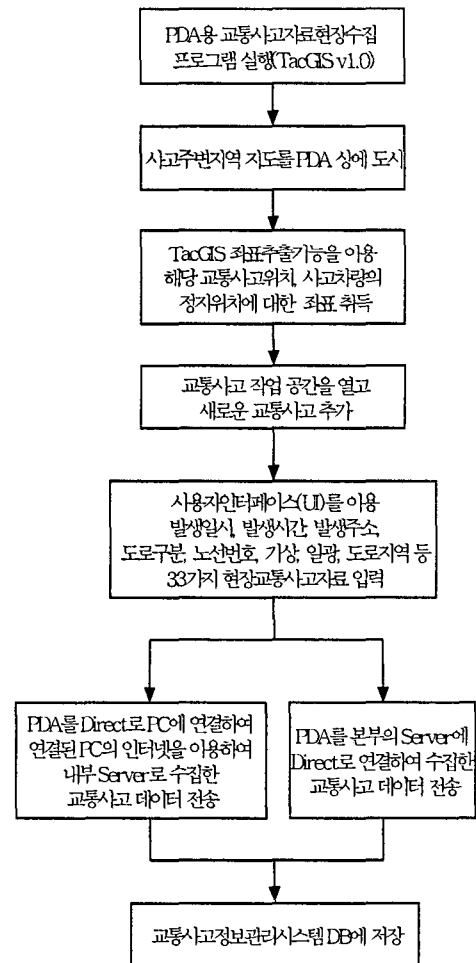 PDA용 교통사고자료현장수집
프로그램 실행(TacGIS v1.0)
사고주변지역 지도를 PDA 상에 도시
TacGIS 좌표추출기능을 이용
해당 교통사고위치, 사고차량의
정지위치에 대한 좌표 취득
교통사고 작업 공간을 열고
새로운 교통사고 추가
사용자인터페이스(UI)를 이용
발생일시, 발생시간, 발생주소,
도로구분, 노선번호, 기상, 일광, 도로지역 등
33가지 현장교통사고자료 입력
PDA를 Direct로 PC에 연결하여
연결된 PC의 인터넷을 이용하여
내부 Server로 수집한
교통사고 데이터 전송
PDA를 본부의 Server에
Direct로 연결하여 수집한
교통사고 데이터 전송
교통사고정보관리시스템 DB에 저장